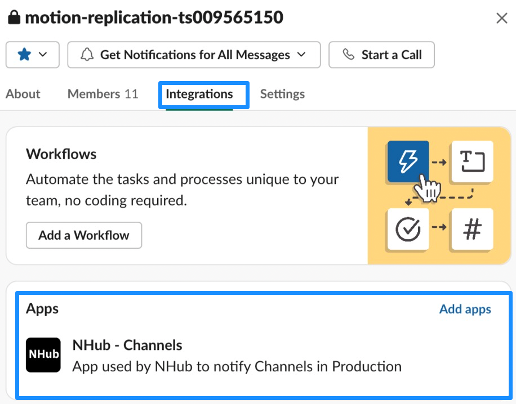 motion-replication-ts009565150
Get Notifications for All Messages
Start a Call
About
Members 11
Integrations
Settings
Workflows
Automate the tasks and processes unique to your
team, no coding required.
Add a Workflow
T
#
Apps
Add apps
NHub
NHub - Channels
App used by NHub to notify Channels in Production